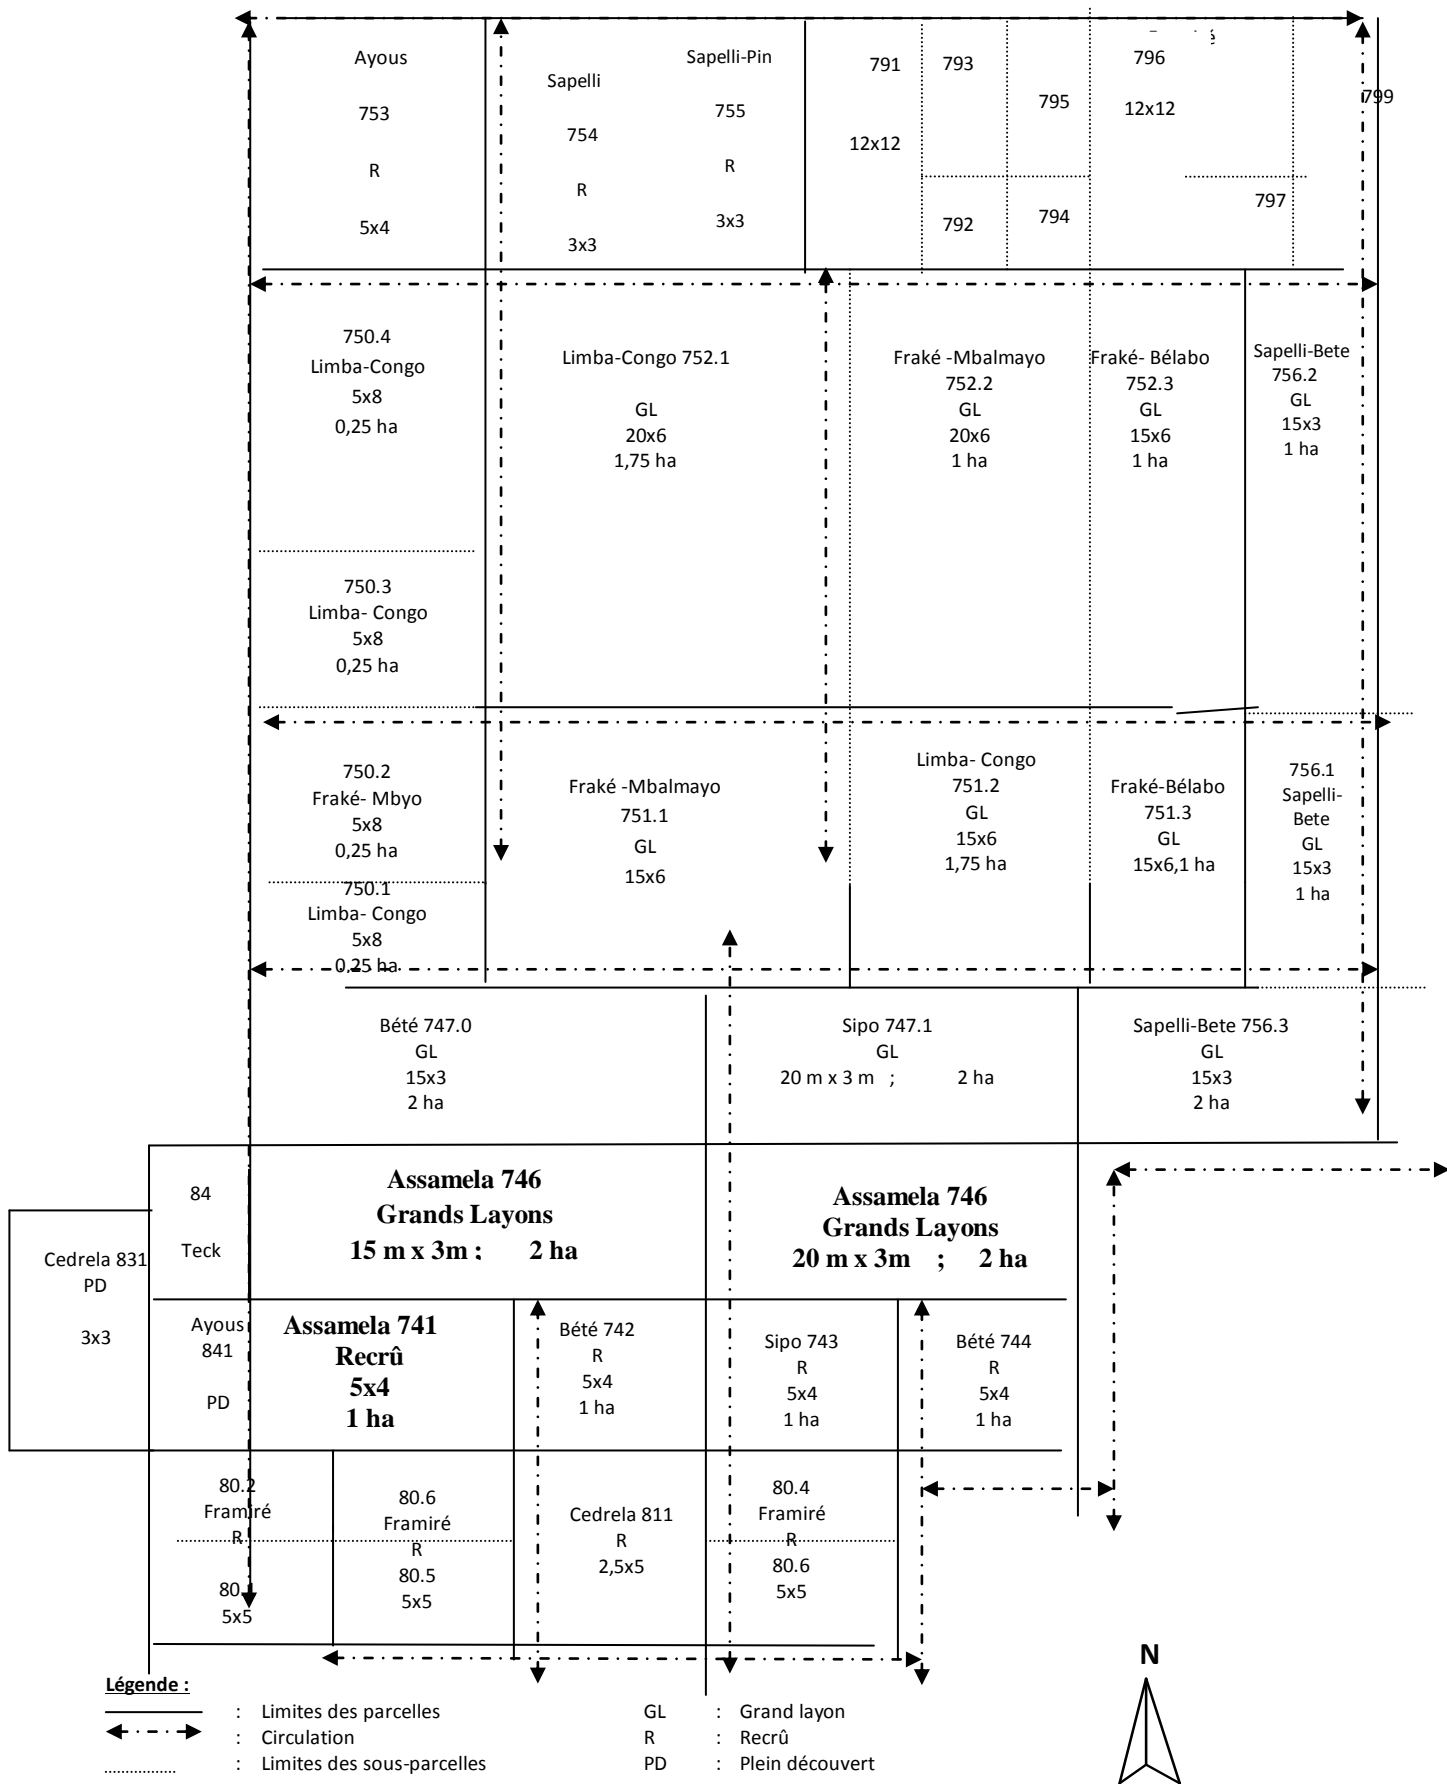 Ayous
753
R
5x4
Sapelli
754
R
3x3
Sapelli-Pin
755
R
3x3
791
12x12
793
792
795
794
796
12x12
797
799
750.4
Limba-Congo
5x8
0,25 ha
Limba-Congo 752.1
GL
20x6
1,75 ha
Fraké -Mbalmayo
752.2
GL
20x6
1 ha
Fraké- Bélabo
752.3
GL
15x6
1 ha
Sapelli-Bete
756.2
GL
15x3
1 ha
750.3
Limba- Congo
5x8
0,25 ha
750.2
Fraké- Mbyo
5x8
0,25 ha
750.1
Limba- Congo
5x8
0,25 ha
Fraké -Mbalmayo
751.1
GL
15x6
Limba- Congo
751.2
GL
15x6
1,75 ha
Fraké-Bélabo
751.3
GL
15x6,1 ha
756.1
Sapelli-
Bete
GL
15x3
1 ha
Bété 747.0
GL
15x3
2 ha
Sipo 747.1
GL
20 m x 3 m ; 2 ha
Sapelli-Bete 756.3
GL
15x3
2 ha
84
Teck
Assamela 746
Grands Layons
15 m x 3m ; 2 ha
Assamela 746
Grands Layons
20 m x 3m ; 2 ha
Cedrela 831
PD
3x3
Ayous
841
PD
Assamela 741
Recrû
5x4
1 ha
Bété 742
R
5x4
1 ha
Sipo 743
R
5x4
1 ha
Bété 744
R
5x4
1 ha
80.2
Framiré
R
80
5x5
80.6
Framiré
R
80.5
5x5
Cedrela 811
R
2,5x5
80.4
Framiré
R
80.6
5x5
N
Légende :
: Limites des parcelles
: Circulation
: Limites des sous-parcelles
GL : Grand layon
R : Recrû
PD : Plein découvert